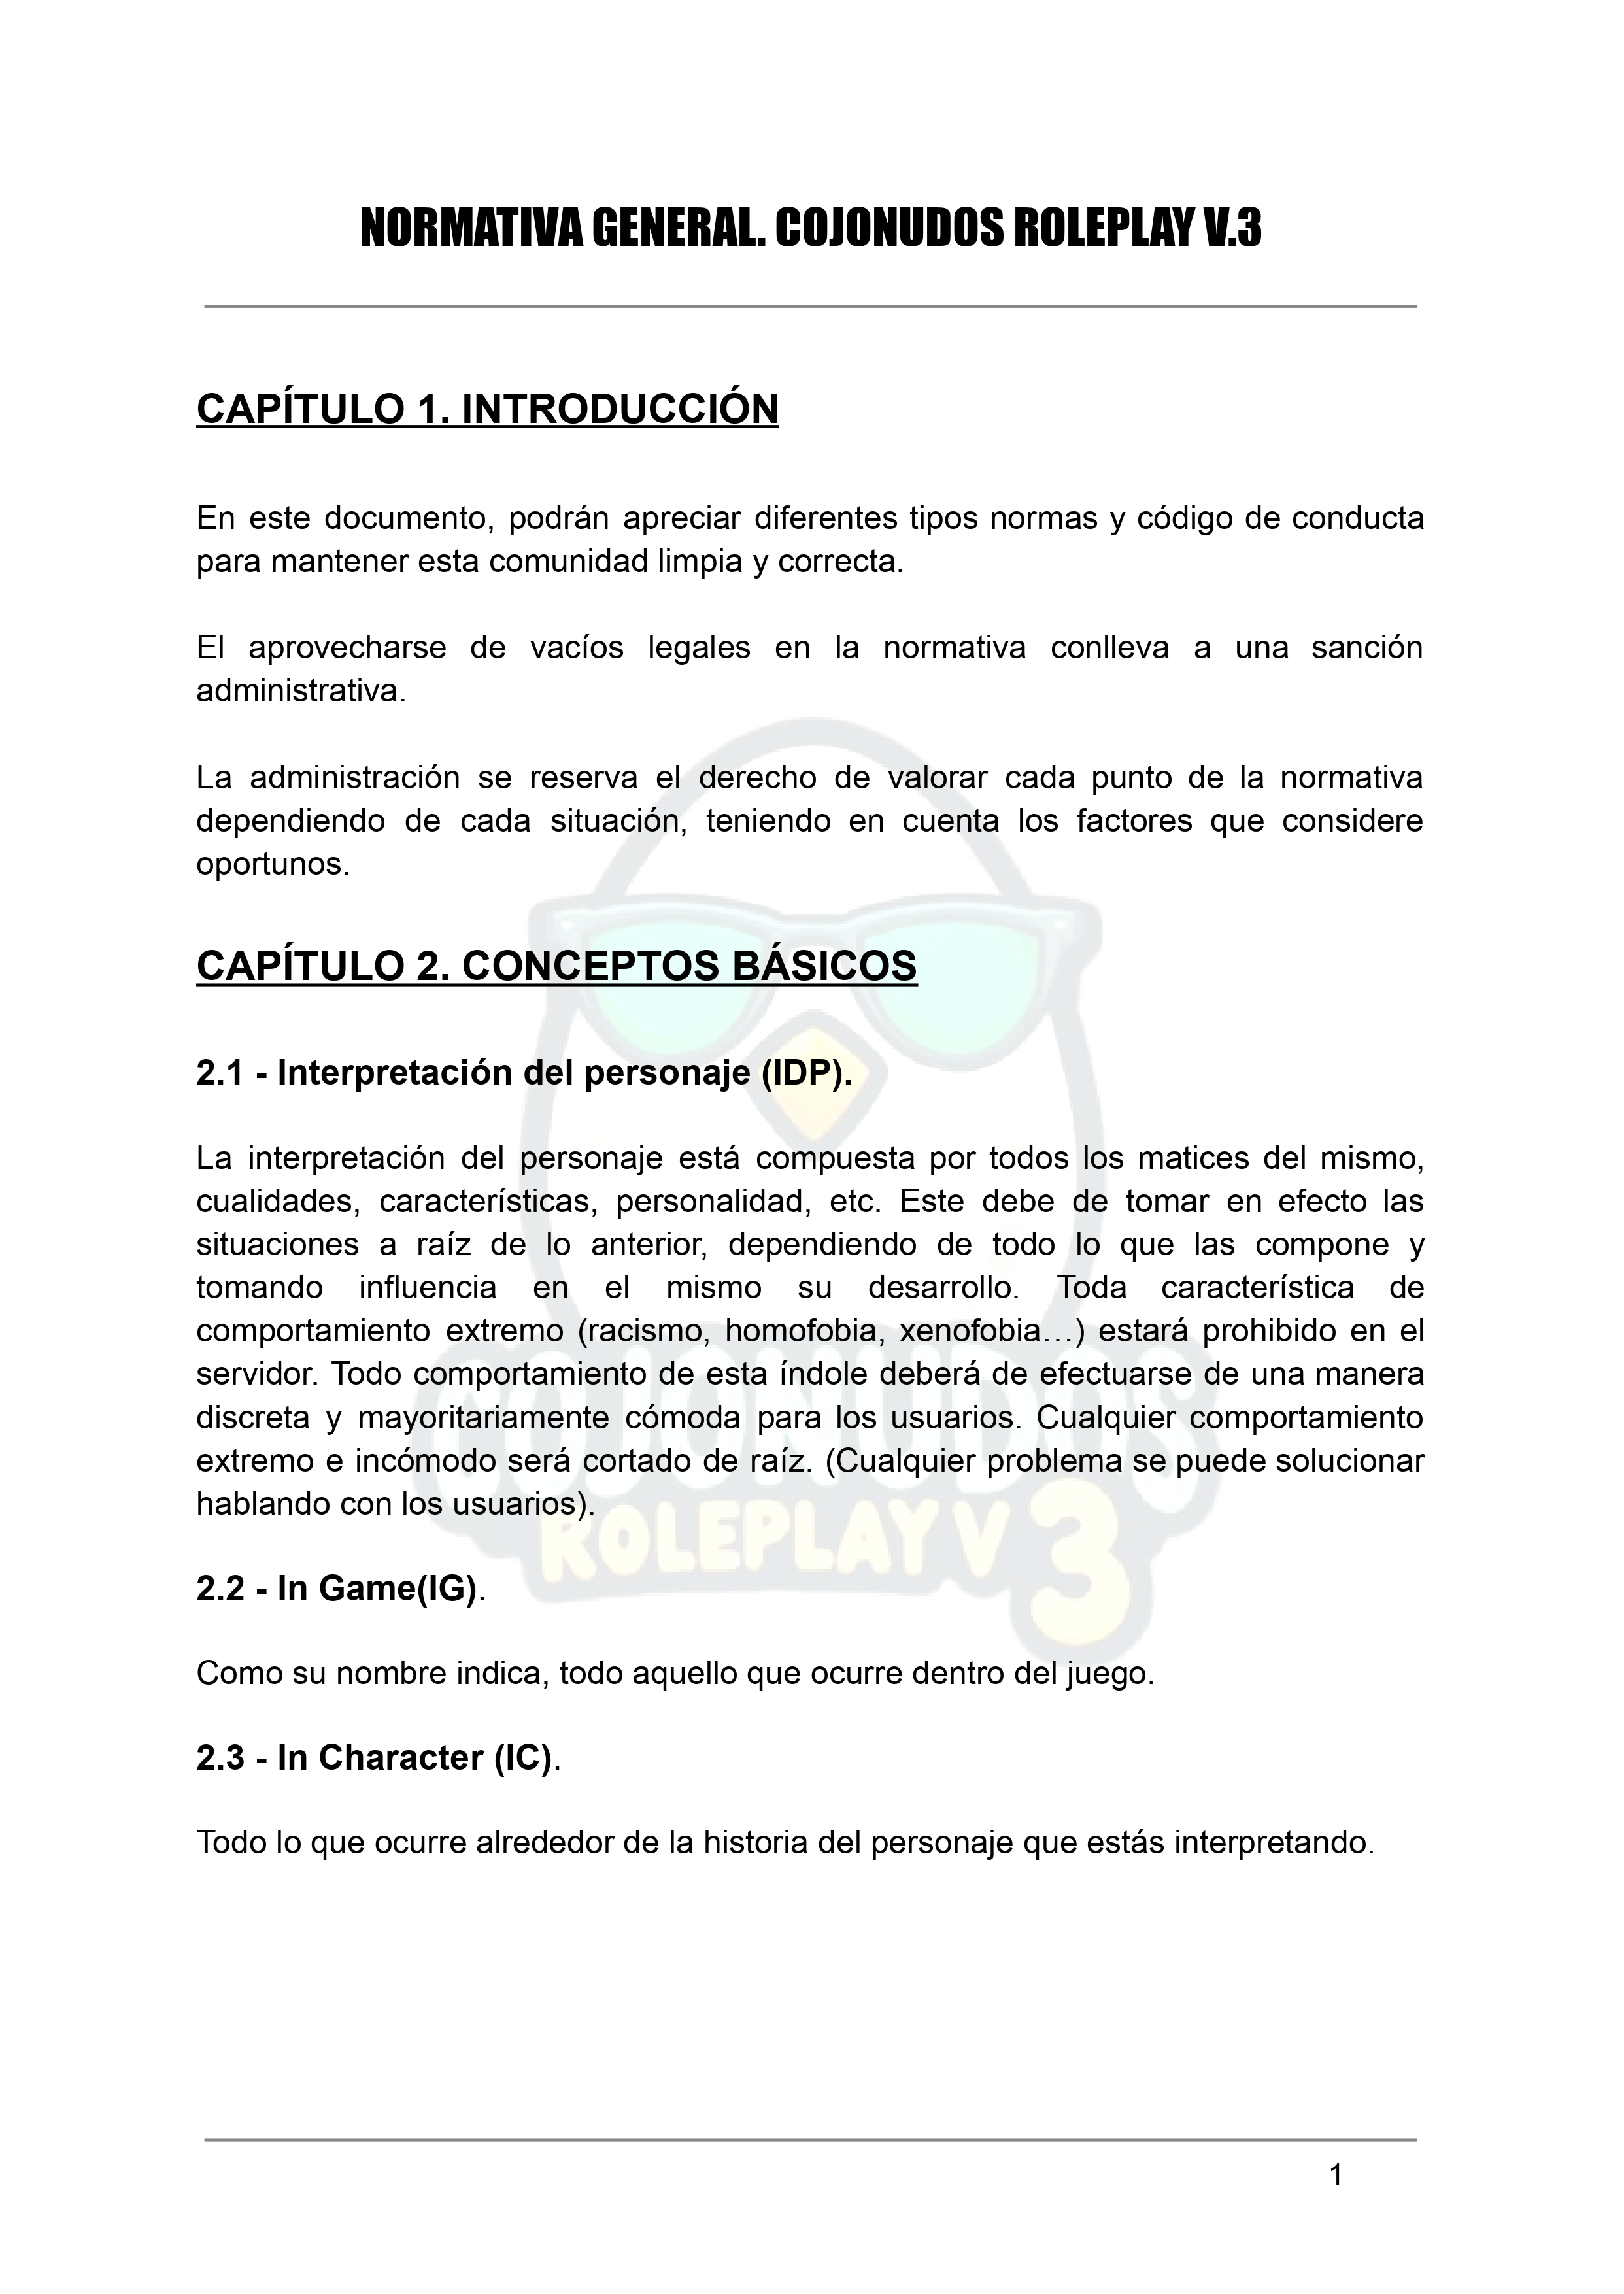 NORMATIVA GENERAL. COJONUDOS ROLEPLAY V.3
CAPÍTULO 1. INTRODUCCIÓN
En este documento, podrán apreciar diferentes tipos normas y código de conducta
para mantener esta comunidad limpia y correcta.
El aprovecharse de vacíos legales en la normativa conlleva a una sanción
administrativa.
La administración se reserva el derecho de valorar cada punto de la normativa
dependiendo de cada situación, teniendo en cuenta los factores que considere
oportunos.
CAPÍTULO 2. CONCEPTOS BÁSICOS
2.1 - Interpretación del personaje (IDP).
La interpretación del personaje está compuesta por todos los matices del mismo,
cualidades, características, personalidad, etc. Este debe de tomar en efecto las
situaciones a raíz de lo anterior, dependiendo de todo lo que las compone y
tomando influencia en el mismo su desarrollo. Toda característica de
comportamiento extremo (racismo, homofobia, xenofobia…) estará prohibido en el
servidor. Todo comportamiento de esta índole deberá de efectuarse de una manera
discreta y mayoritariamente cómoda para los usuarios. Cualquier comportamiento
extremo e incómodo será cortado de raíz. (Cualquier problema se puede solucionar
hablando con los usuarios).
COJONUDOS
ROLEPLAY V 3
2.2 - In Game(IG).
Como su nombre indica, todo aquello que ocurre dentro del juego.
2.3 - In Character (IC).
Todo lo que ocurre alrededor de la historia del personaje que estás interpretando.
1